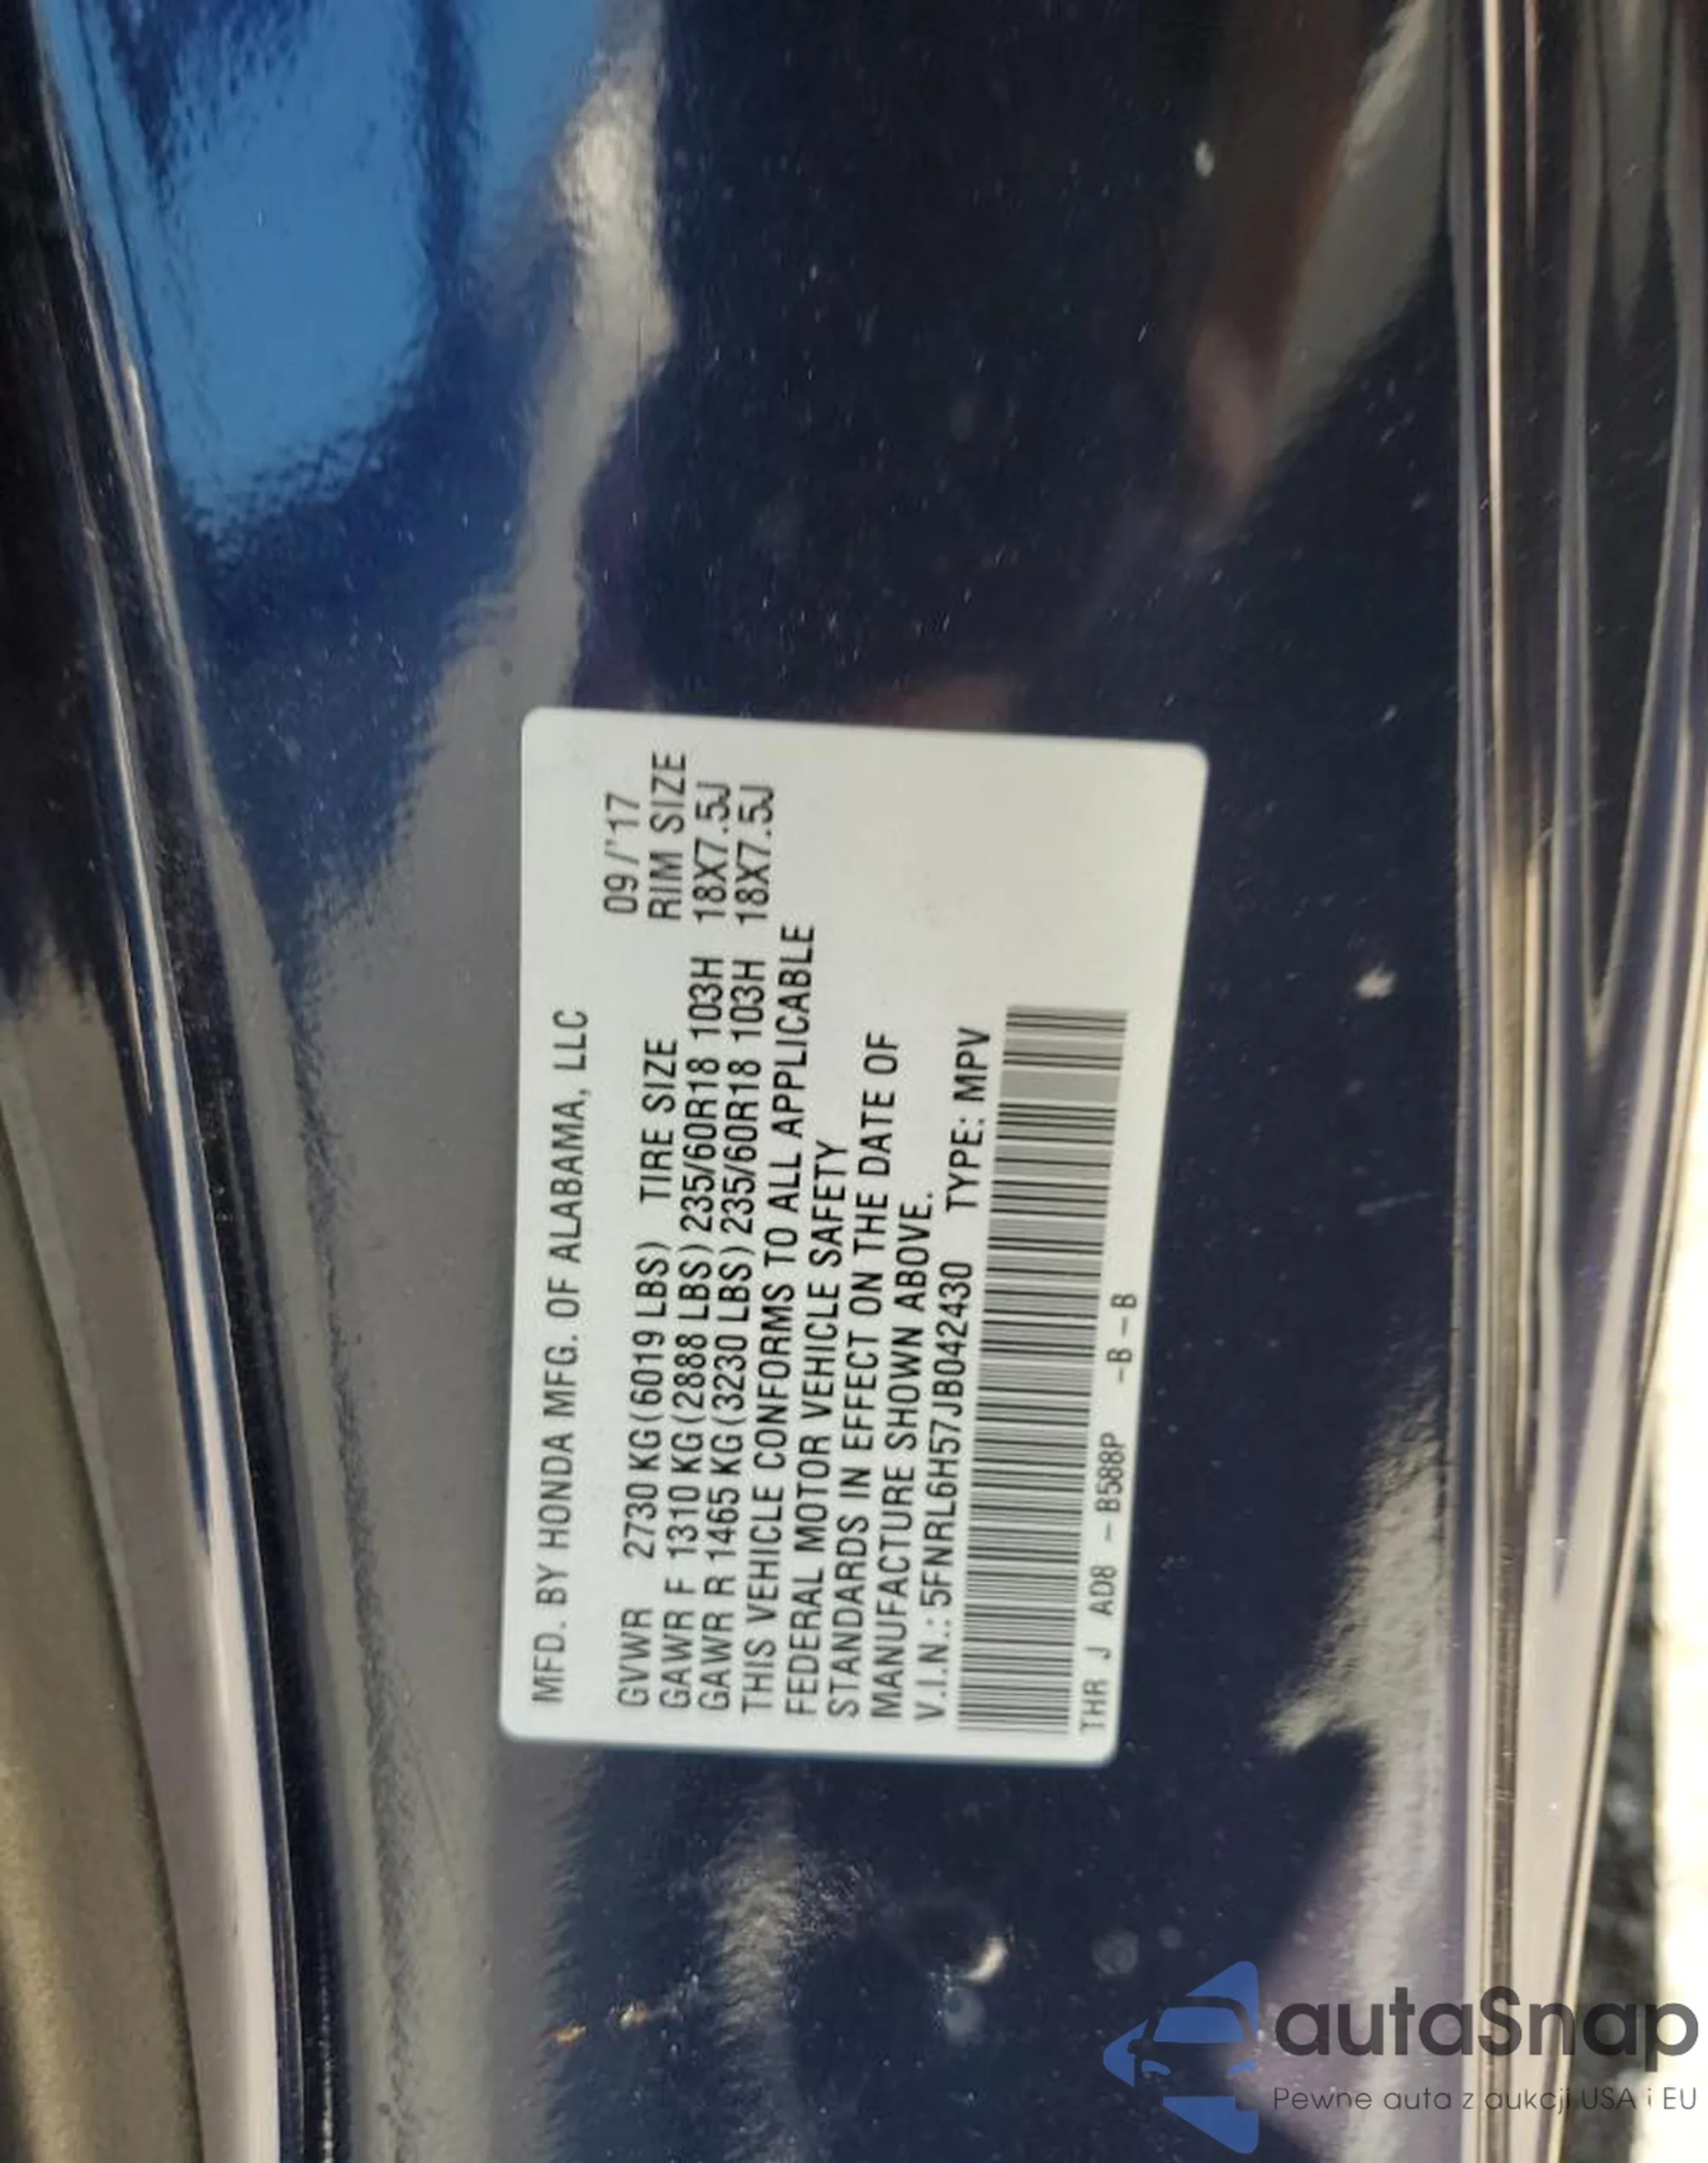 MFD. BY HONDA MFG. OF ALABAMA, LLC
09/'17
GVWR 2730 KG(6019 LBS) TIRE SIZE RIM SIZE
GAWR F 1310 KG(2888 LBS)235/60R18 103H 18X7.5J
GAWR R 1465 KG(3230 LBS)235/60R18 103H 18X7.5J
THIS VEHICLE CONFORMS TO ALL APPLICABLE
FEDERAL MOTOR VEHICLE SAFETY
STANDARDS IN EFFECT ON THE DATE OF
MANUFACTURE SHOWN ABOVE.
V.I.N.:5FNRL6H57JB042430 TYPE: MPV
THR J AD8 - B588P -B-B
autaSnap
Pewne auta z aukcji USA i EU